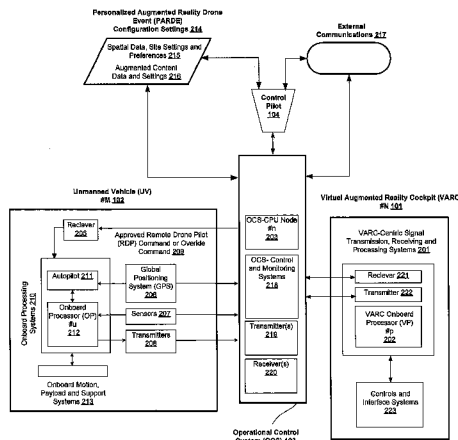 Personalized Augmented Reality Drone
Event (PARDE)
Configuration Settings 214
Spatial Data, Site Settings and
Preferences 215
Augmented Content
Data and Settings 216
External
Communications 217
Control
Pilot
104
Unmanned Vehicle (UV)
#M 102
Reciever
205
Approved Remote Drone Pilot
(RDP) Command or Overide
Command 209
Onboard Processing
Systems 210
Autopilot 211
Onboard
Processor (OP)
#u
212
Global
Positioning
System (GPS)
206
Sensors 207
Transmitters
208
Onboard Motion,
Payload and Support
Systems 213
OCS-CPU Node
#n
203
OCS- Control
and Monitoring
Systems
218
Transmitter(s)
219
Receiver(s)
220
Operational Control
Virtual Augmented Reality Cockpit (VARC
#N 101
VARC-Centric Signal
Transmission, Receiving and
Processing Systems 201
Reciever 221
Transmitter 222
VARC Onboard
Processor (VP)
#p
202
Controls and
Interface Systems
223